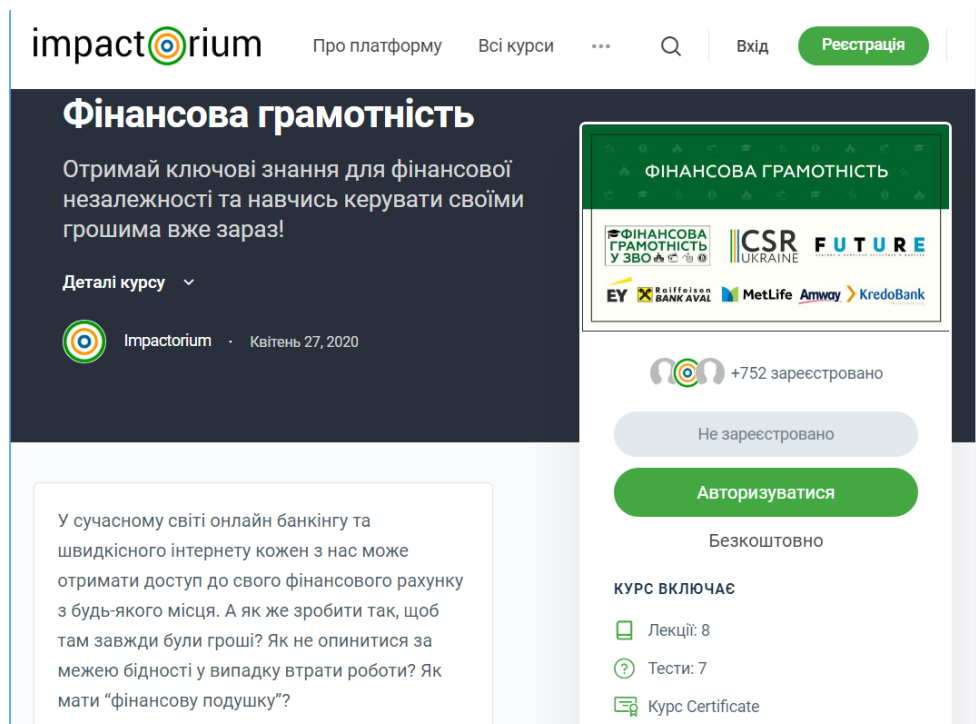 impactorium
Про платформу
Всі курси
...
Вхід
Реєстрація
Фінансова грамотність
Отримай ключові знання для фінансової
незалежності та навчись керувати своїми
грошима вже зараз!
Деталі курсу
Impactorium · Квітень 27, 2020
ФІНАНСОВА ГРАМОТНІСТЬ
ФІНАНСОВА
ГРАМОТНІСТЬ
У ЗВО
CSR
UKRAINE
FUTURE
EY
Raiffeisen
BANK AVAL
MetLife
Amway
KredoBank
+752 зареєстровано
Не зареєстровано
Авторизуватися
Безкоштовно
КУРС ВКЛЮЧАЄ
Лекції: 8
Тести: 7
Курс Certificate
У сучасному світі онлайн банкінгу та
швидкісного інтернету кожен з нас може
отримати доступ до свого фінансового рахунку
з будь-якого місця. А як же зробити так, щоб
там завжди були гроші? Як не опинитися за
межею бідності у випадку втрати роботи? Як
мати “фінансову подушку”?